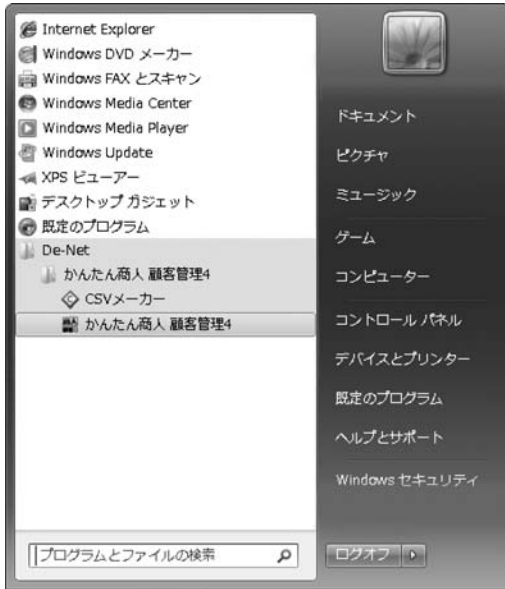 Internet Explorer
Windows DVD メーカー
Windows FAX とスキャン
Windows Media Center
Windows Media Player
Windows Update
XPS ビューアー
デスクトップ ガジェット
既定のプログラム
De-Net
かんたん商人 顧客管理4
CSVメーカー
かんたん商人 顧客管理4
プログラムとファイルの検索
ドキュメント
ピクチャ
ミュージック
ゲーム
コンピューター
コントロール パネル
デバイスとプリンター
既定のプログラム
ヘルプとサポート
Windows セキュリティ
ログオフ